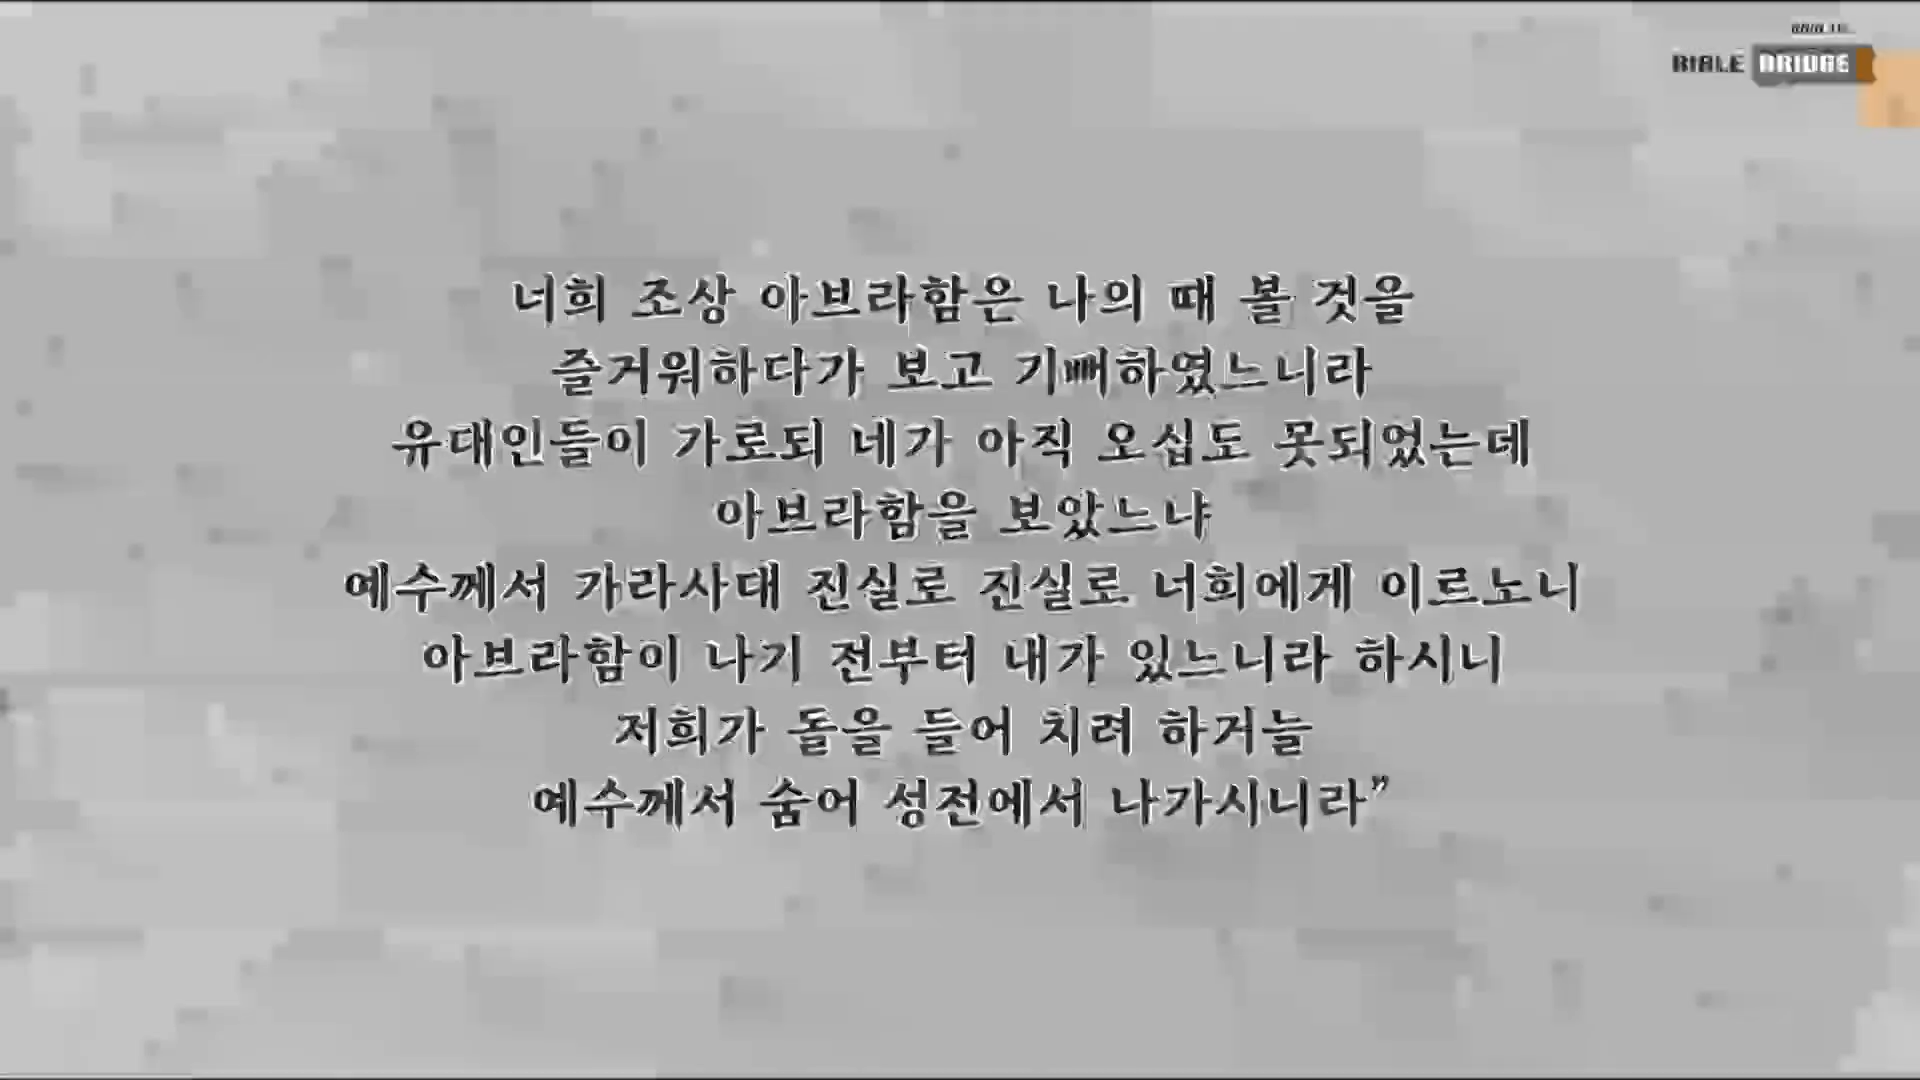 BIBLE BRIDGE
너희 조상 아브라함은 나의 때 볼 것을
즐거워하다가 보고 기뻐하였느니라
유대인들이 가로되 네가 아직 오십도 못되었는데
아브라함을 보았느냐
예수께서 가라사대 진실로 진실로 너희에게 이르노니
아브라함이 나기 전부터 내가 있느니라 하시니
저희가 돌을 들어 치려 하거늘
예수께서 숨어 성전에서 나가시니라”